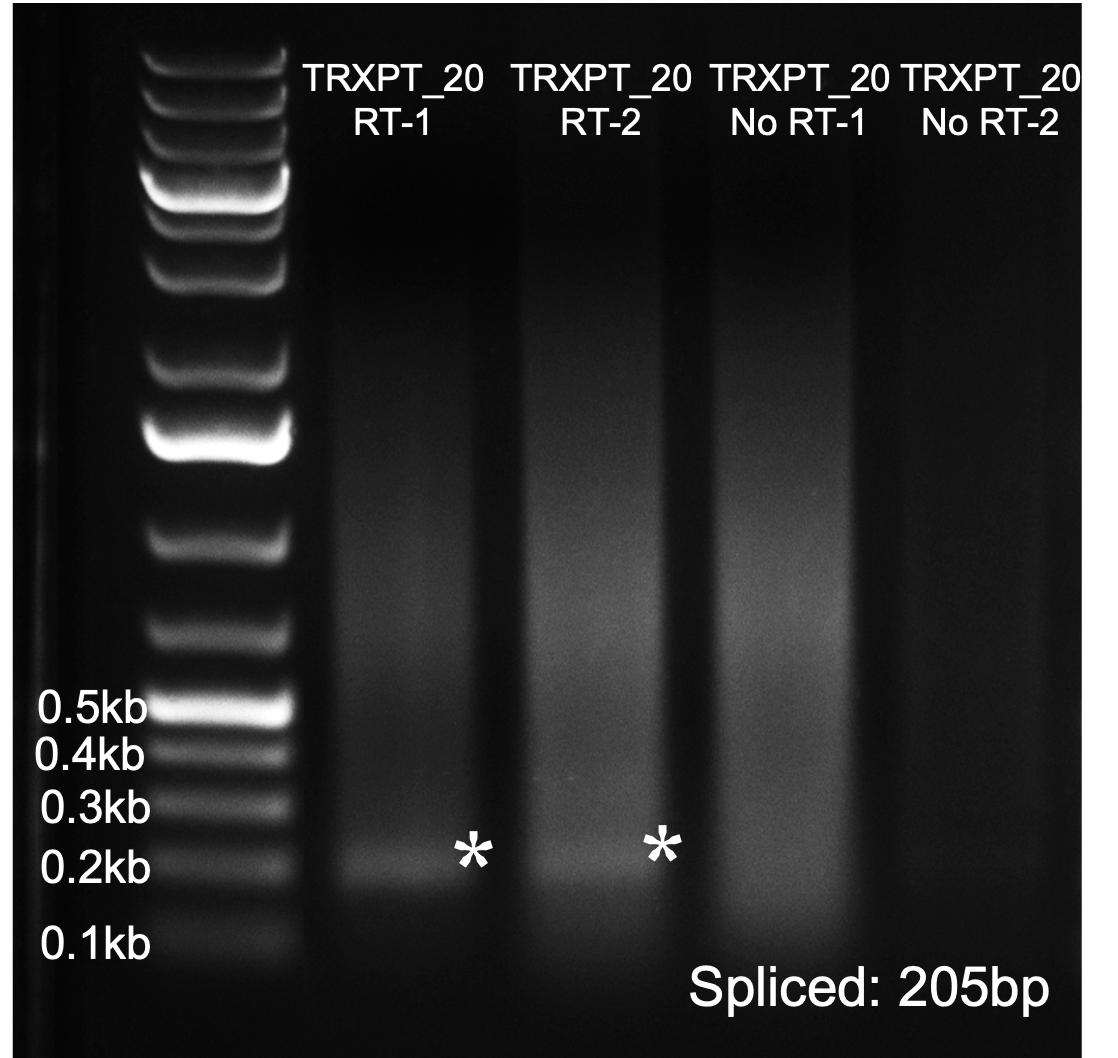 TRXPT_20 TRXPT_20 TRXPT_20 TRXPT_20
RT-1 RT-2 No RT-1 No RT-2
0.5kb
0.4kb
0.3kb
*
*
0.2kb
0.1kb
Spliced: 205bp